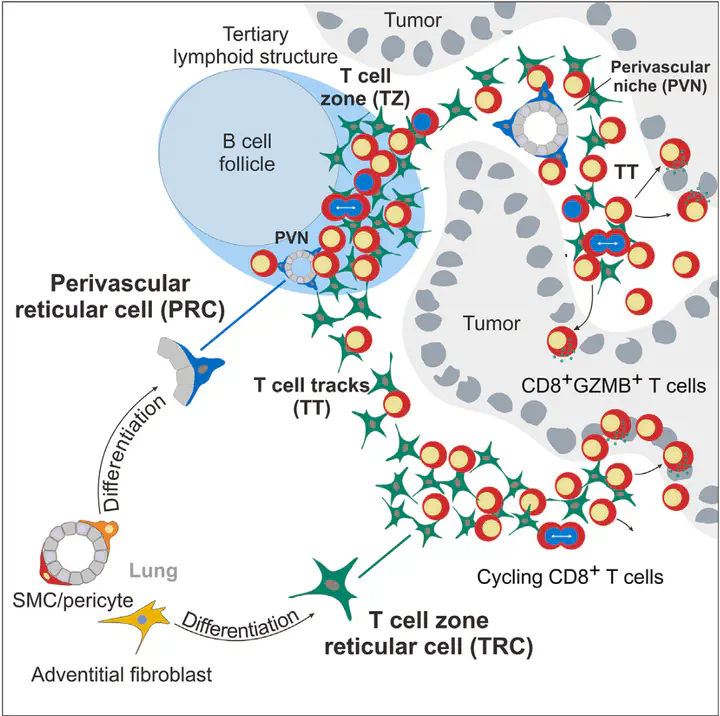 Tumor
Tertiary
lymphoid structure
T cell
zone (TZ)
Perivascular
niche (PVN)
B cell
follicle
TT
PVN
Perivascular
reticular cell (PRC)
Tumor
T cell tracks
(TT)
CD8+GZMB+ T cells
Differentiation
Lung
SMC/pericyte
Cycling CD8+ T cells
Differentiation
T cell zone
reticular cell (TRC)
Adventitial fibroblast